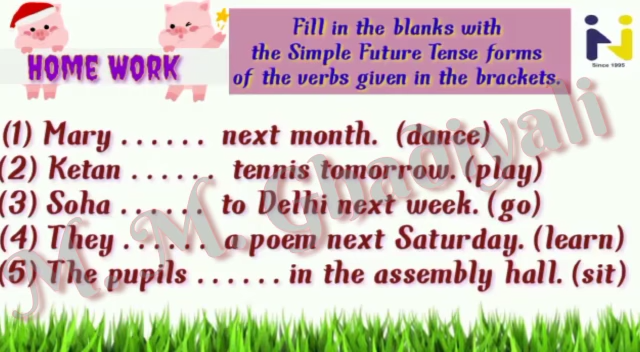 Fill in the blanks with
the Simple Future Tense forms
of the verbs given in the brackets.
HOME WORK
Since 1995
(1) Mary . . . . . . next month. (dance)
(2) Ketan . . . . . . tennis tomorrow. (play)
(3) Soha . . . . . . to Delhi next week. (go)
(4) They . . . . . . a poem next Saturday. (learn)
(5) The pupils . . . . . . in the assembly hall. (sit)
M. M. Ghadiyali